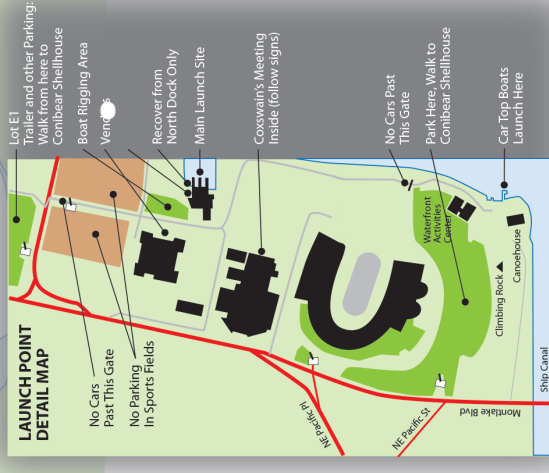 LAUNCH POINT
DETAIL MAP
Lot E1
Trailer and other Parking:
Walk from here to
Conibear Shellhouse
Boat Rigging Area
Recover from
North Dock Only
Main Launch Site
Coxswain's Meeting
Inside (follow signs)
No Cars Past
This Gate
Park Here, Walk to
Conibear Shellhouse
Car Top Boats
Launch Here
No Cars
Past This Gate
No Parking
In Sports Fields
Waterfront
Activities
Center
Climbing Rock
Canoehouse
NE Pacific Pl
NE Pacific St
Montlake Blvd
Ship Canal